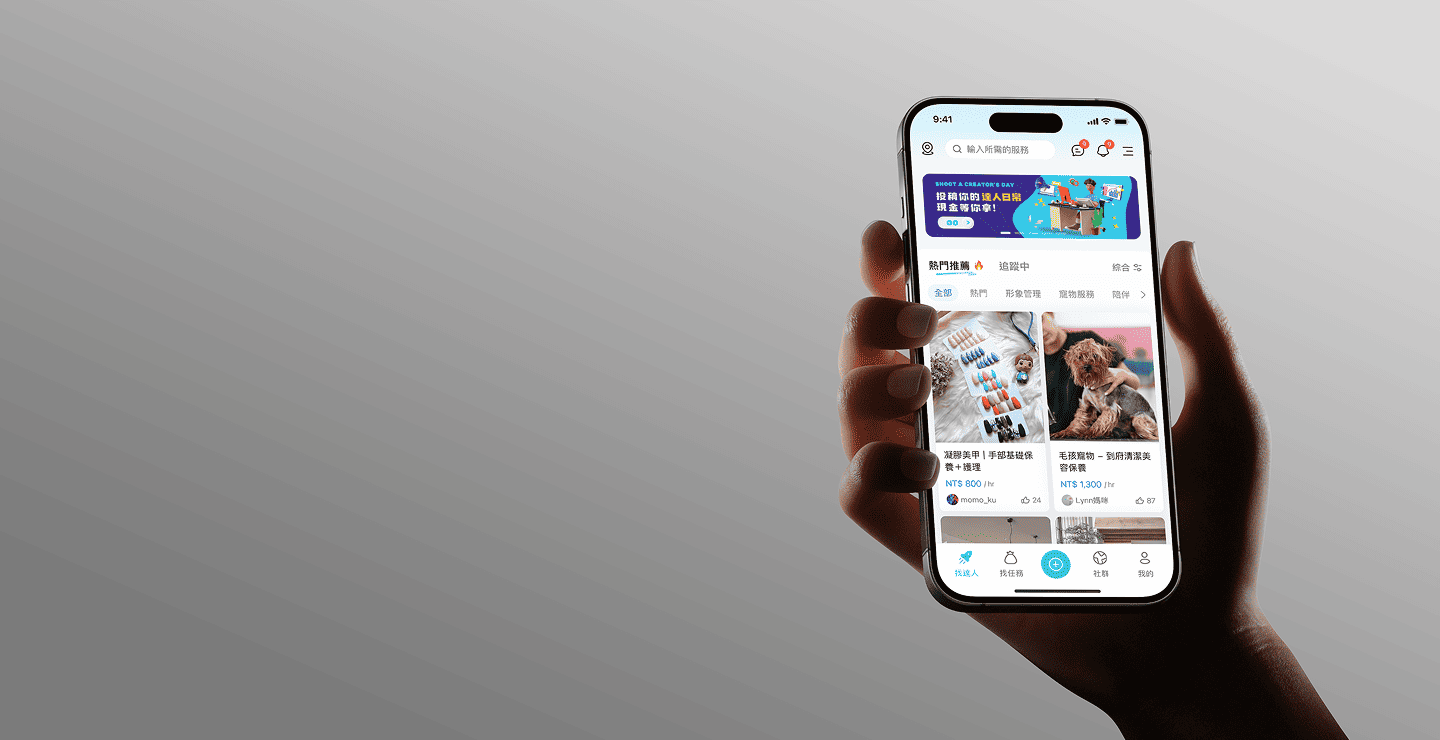 9:41
輸入所需的服務
9
9
SHOOT A CREATOR'S DAY
投稿你的達人日常
現金等你拿!
GO
熱門推薦 🔥
追蹤中
綜合
全部
熱門
形象管理
寵物服務
陪伴
凝膠美甲 | 手部基礎保
養+護理
NT$ 800 / hr
momo_ku
24
毛孩寵物 – 到府清潔美
容保養
NT$ 1,300 / hr
Lynn媽咪
87
找達人
找任務
社群
我的